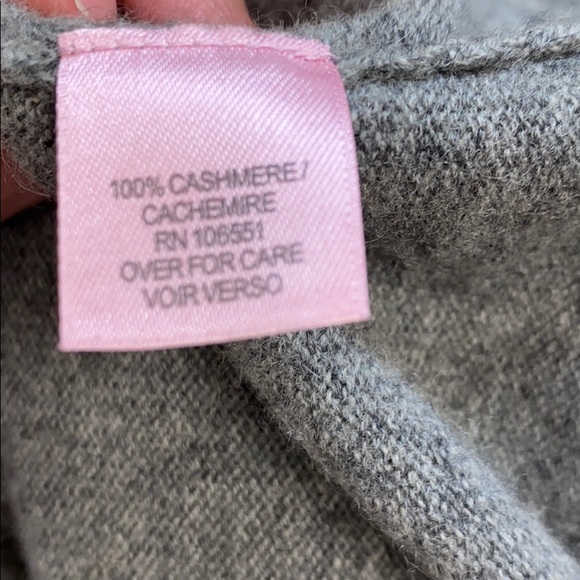 100% CASHMERE/
CACHEMIRE
RN 106551
OVER FOR CARE
VOIR VERSO